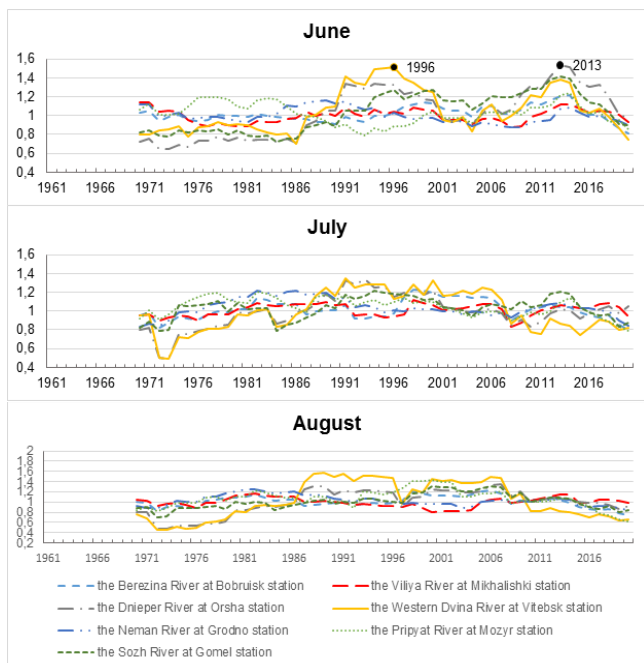 June
1,6
1,4
1,2
1
0,8
0,6
0,4
1996
2013
1961 1966 1971 1976 1981 1986 1991 1996 2001 2006 2011 2016
July
1,6
1,4
1,2
1
0,8
0,6
0,4
1961 1966 1971 1976 1981 1986 1991 1996 2001 2006 2011 2016
August
2
1,8
1,6
1,4
1,2
1
0,8
0,6
0,4
0,2
1961 1966 1971 1976 1981 1986 1991 1996 2001 2006 2011 2016
the Berezina River at Bobruisk station the Viliya River at Mikhalishki station
the Dnieper River at Orsha station the Western Dvina River at Vitebsk station
the Neman River at Grodno station the Pripyat River at Mozyr station
the Sozh River at Gomel station